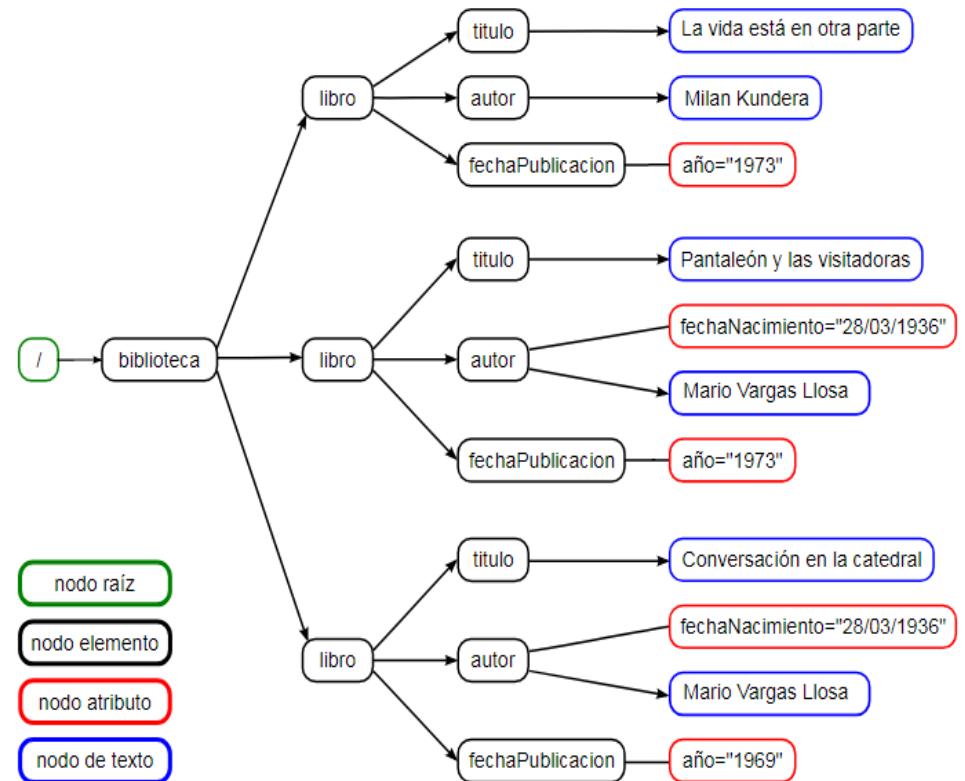 titulo
La vida está en otra parte
libro
autor
Milan Kundera
fechaPublicacion
año="1973"
titulo
Pantaleón y las visitadoras
fechaNacimiento="28/03/1936"
/
biblioteca
libro
autor
Mario Vargas Llosa
fechaPublicacion
año="1973"
titulo
Conversación en la catedral
fechaNacimiento="28/03/1936"
libro
autor
Mario Vargas Llosa
fechaPublicacion
año="1969"
nodo raíz
nodo elemento
nodo atributo
nodo de texto